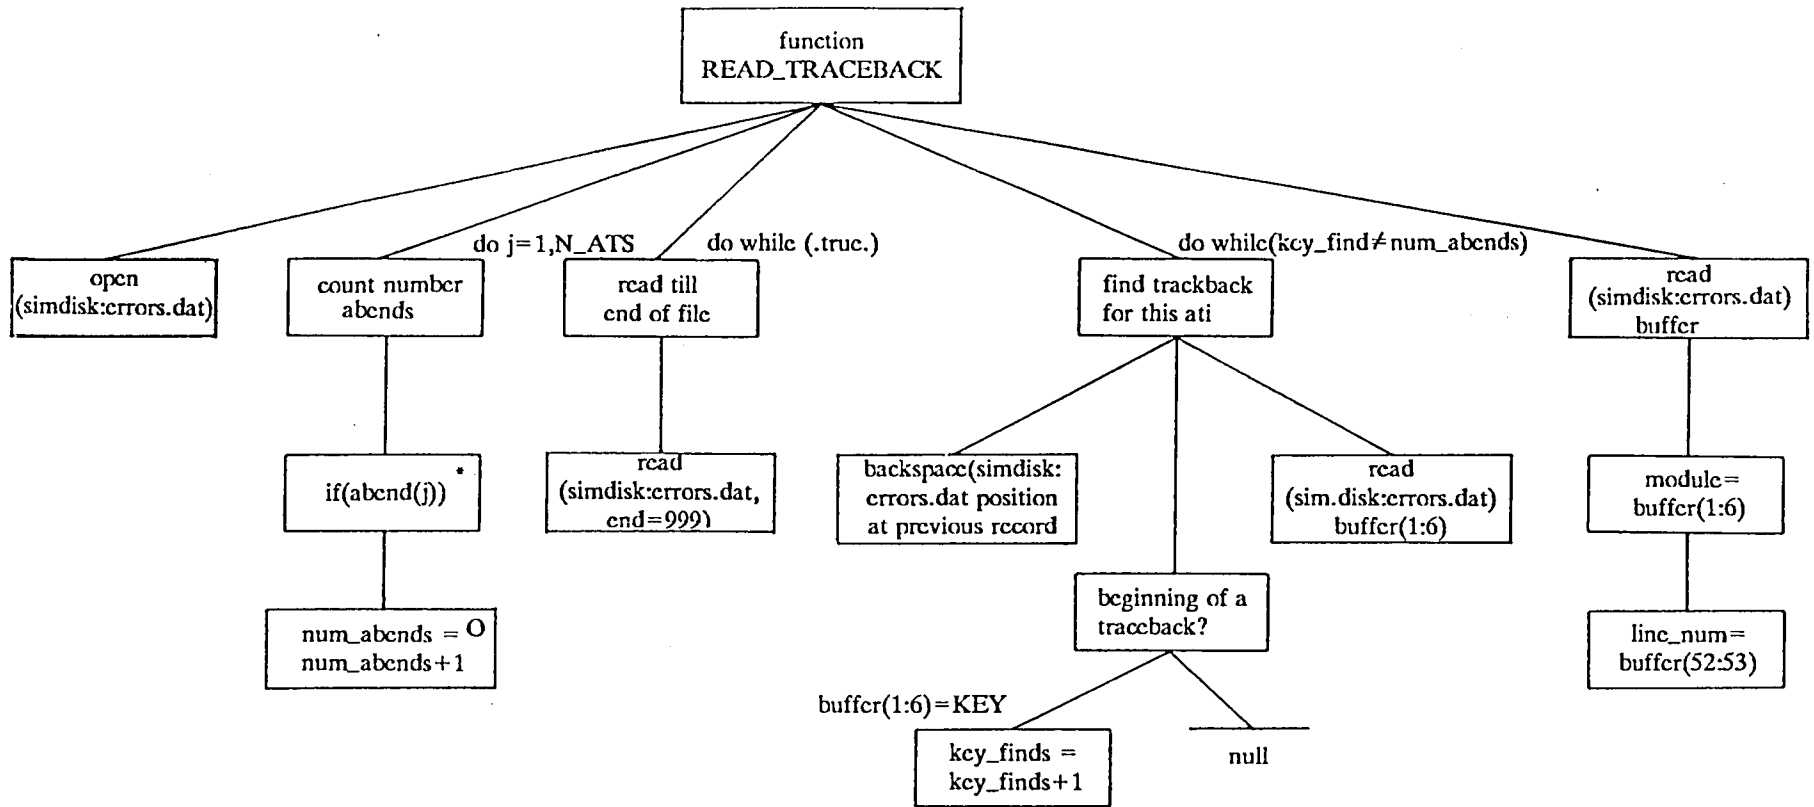 function
READ_TRACEBACK
do j=1,N_ATS
do while (.true.)
do while(key_find≠num_abends)
open
(simdisk:errors.dat)
count number
abends
read till
end of file
find trackback
for this ati
read
(simdisk:errors.dat)
buffer
if(abend(j)) *
read
(simdisk:errors.dat,
end=999)
backspace(simdisk:
errors.dat position
at previous record
read
(sim.disk:errors.dat)
buffer(1:6)
module=
buffer(1:6)
num_abends = O
num_abends+1
beginning of a
traceback?
line_num=
buffer(52:53)
buffer(1:6)=KEY
key_finds =
key_finds+1
null